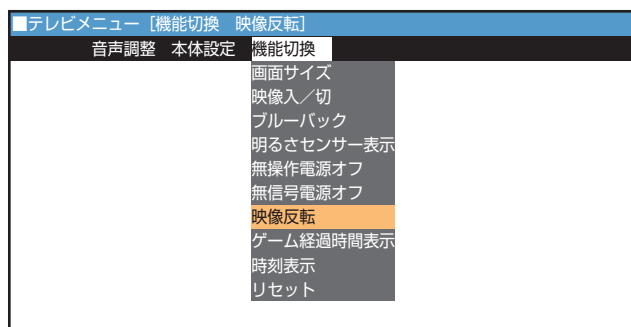 ■テレビメニュー［機能切換　映像反転］
音声調整　本体設定　機能切換
画面サイズ
映像入／切
ブルーバック
明るさセンサー表示
無操作電源オフ
無信号電源オフ
映像反転
ゲーム経過時間表示
時刻表示
リセット